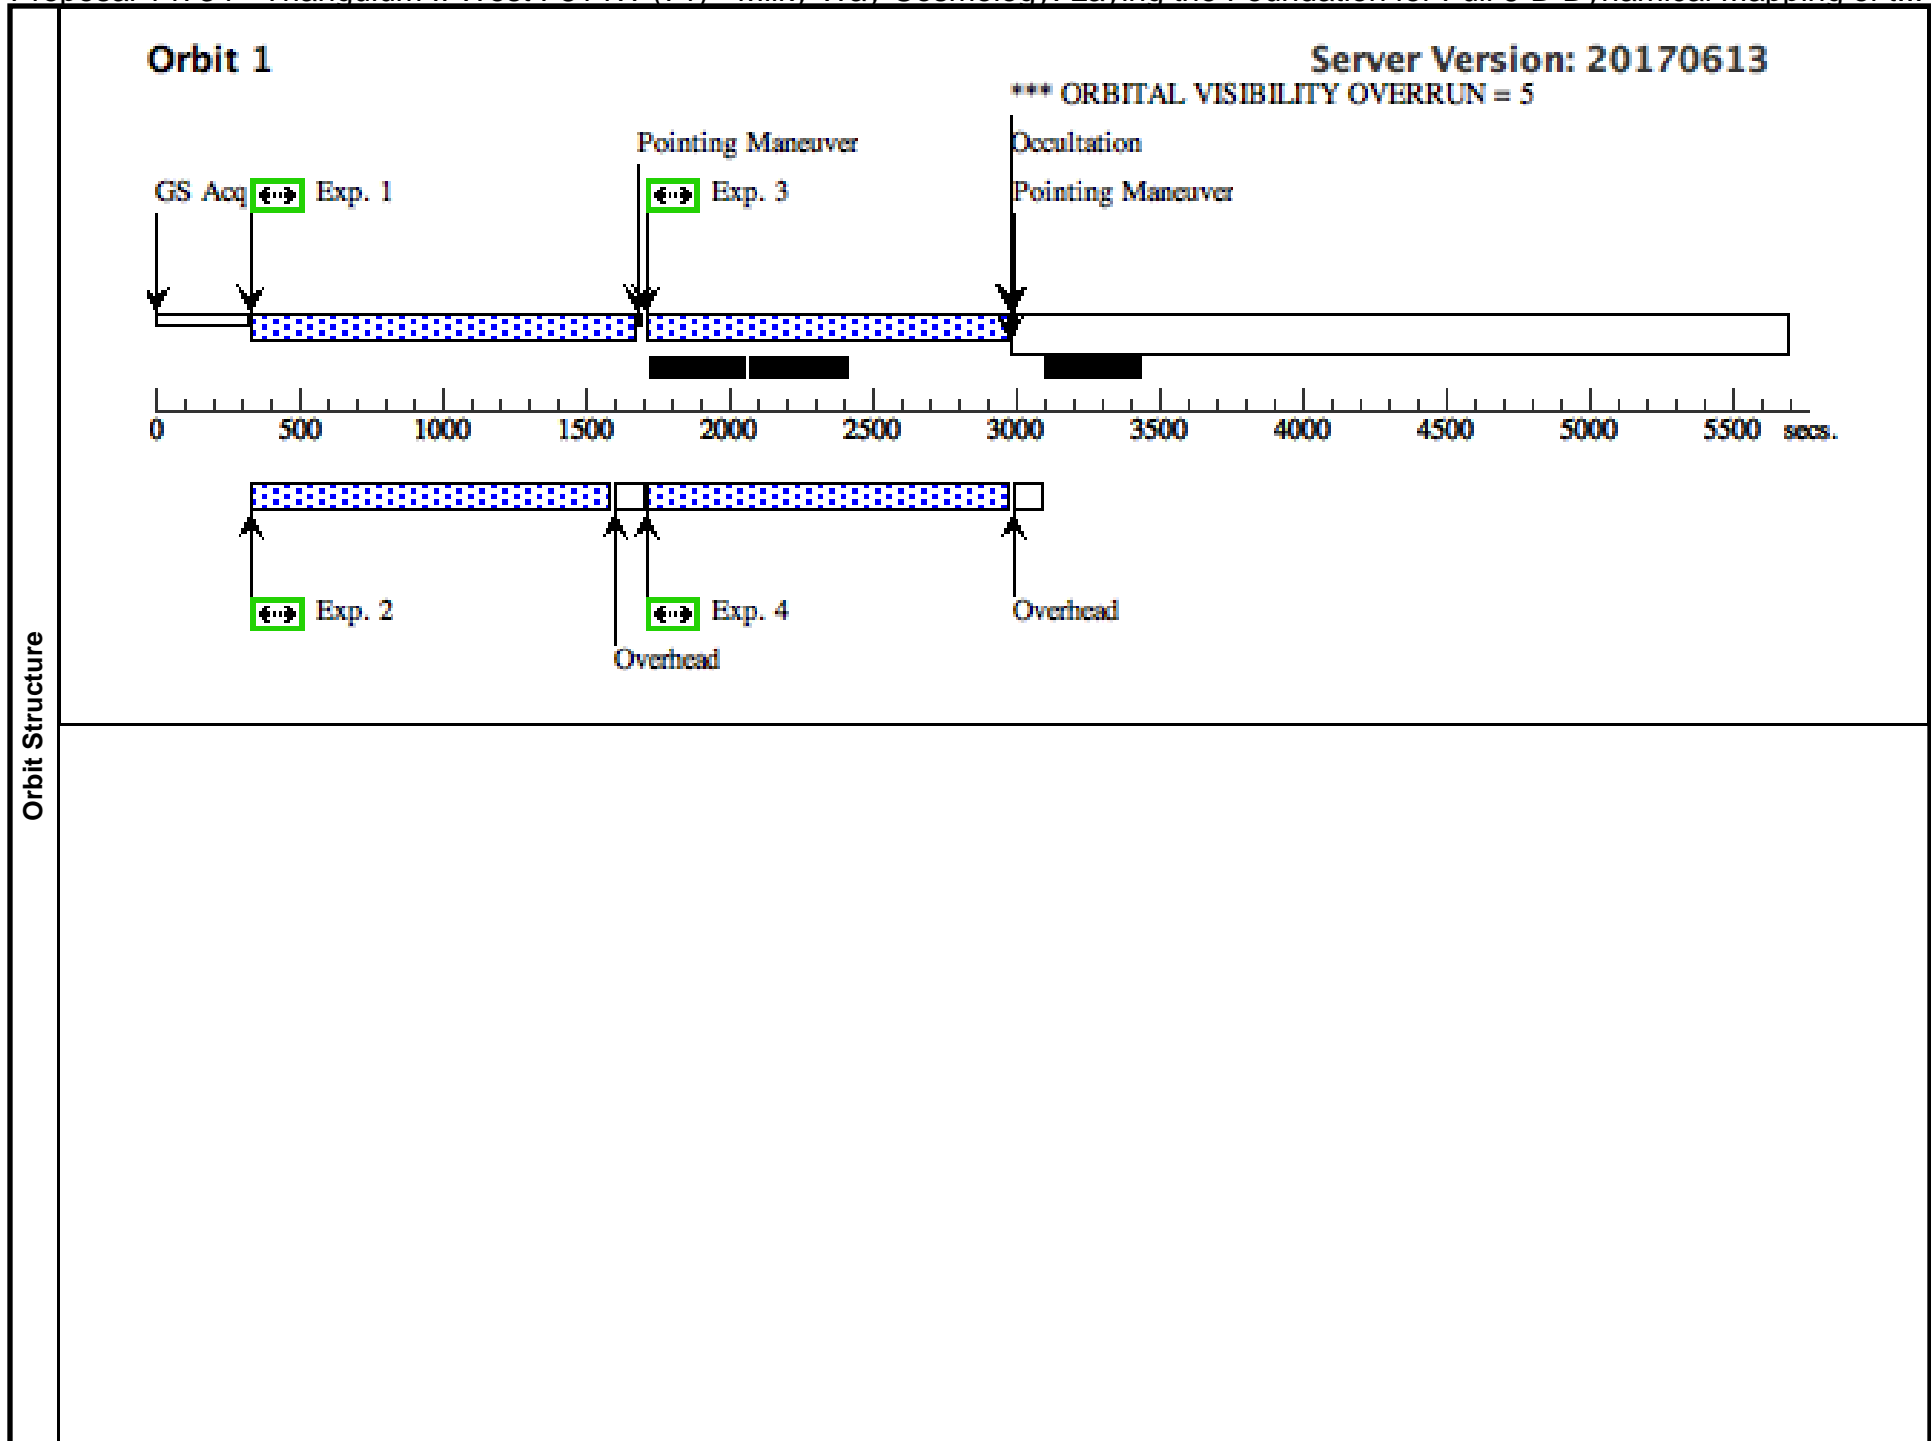 Orbit 1
Server Version: 20170613
*** ORBITAL VISIBILITY OVERRUN = 5
Pointing Maneuver
Occultation
GS Acq
Exp. 1
Exp. 3
Pointing Maneuver
0 500 1000 1500 2000 2500 3000 3500 4000 4500 5000 5500 secs.
Exp. 2
Exp. 4
Overhead
Overhead
Orbit Structure